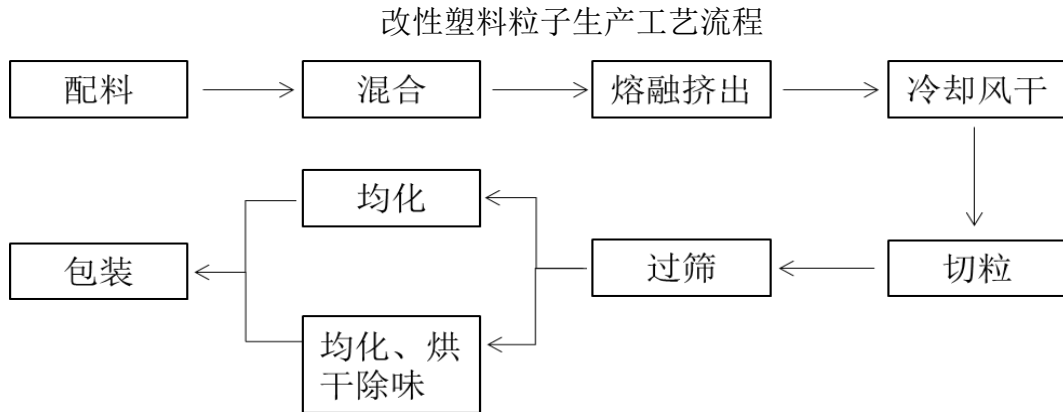 改性塑料粒子生产工艺流程
配料
混合
熔融挤出
冷却风干
切粒
过筛
均化
均化、烘
干除味
包装